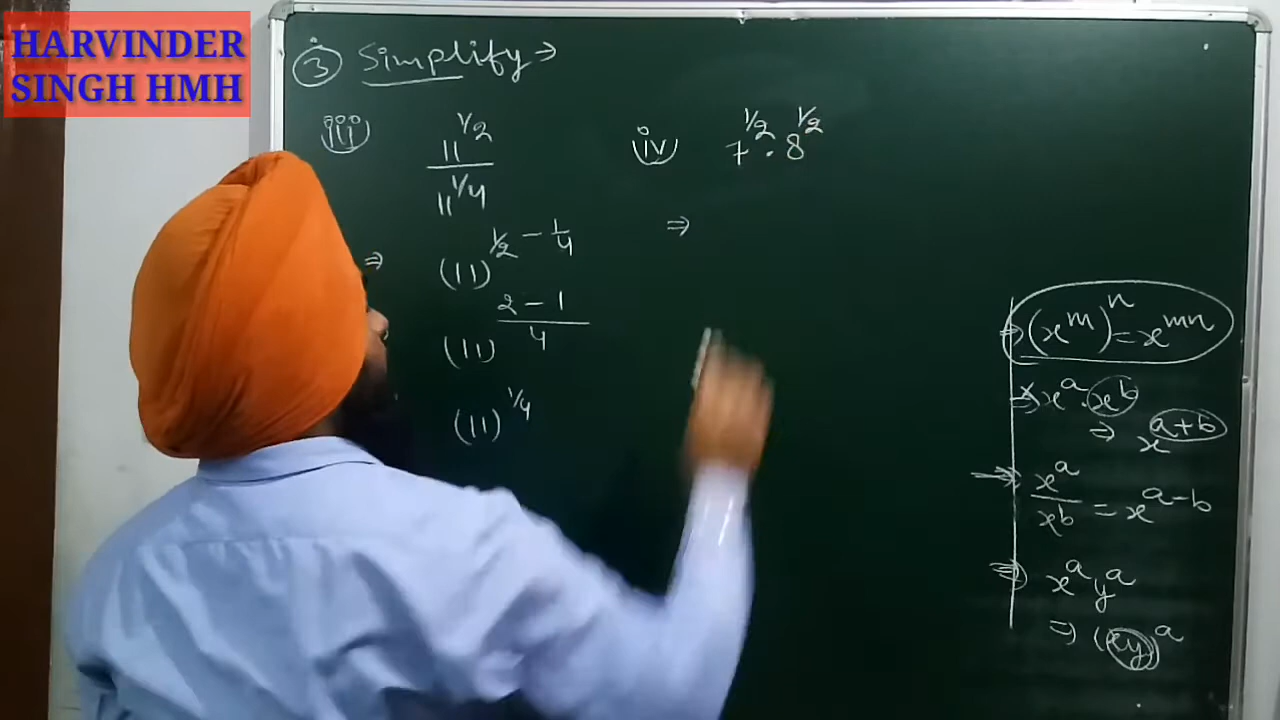 HARVINDER
SINGH HMH
3 Simplify →
iii) 11^1/2 / 11^1/4
⇒ (11)^1/2 - 1/4
(11)^(2 - 1)/4
(11)^1/4
iv) 7^1/2 . 8^1/2
⇒
⇒ (x^m)^n = x^mn
⇒ x^a . x^b
⇒ x^a+b
→ x^a / x^b = x^a-b
⇒ x^a y^a
⇒ (xy)^a